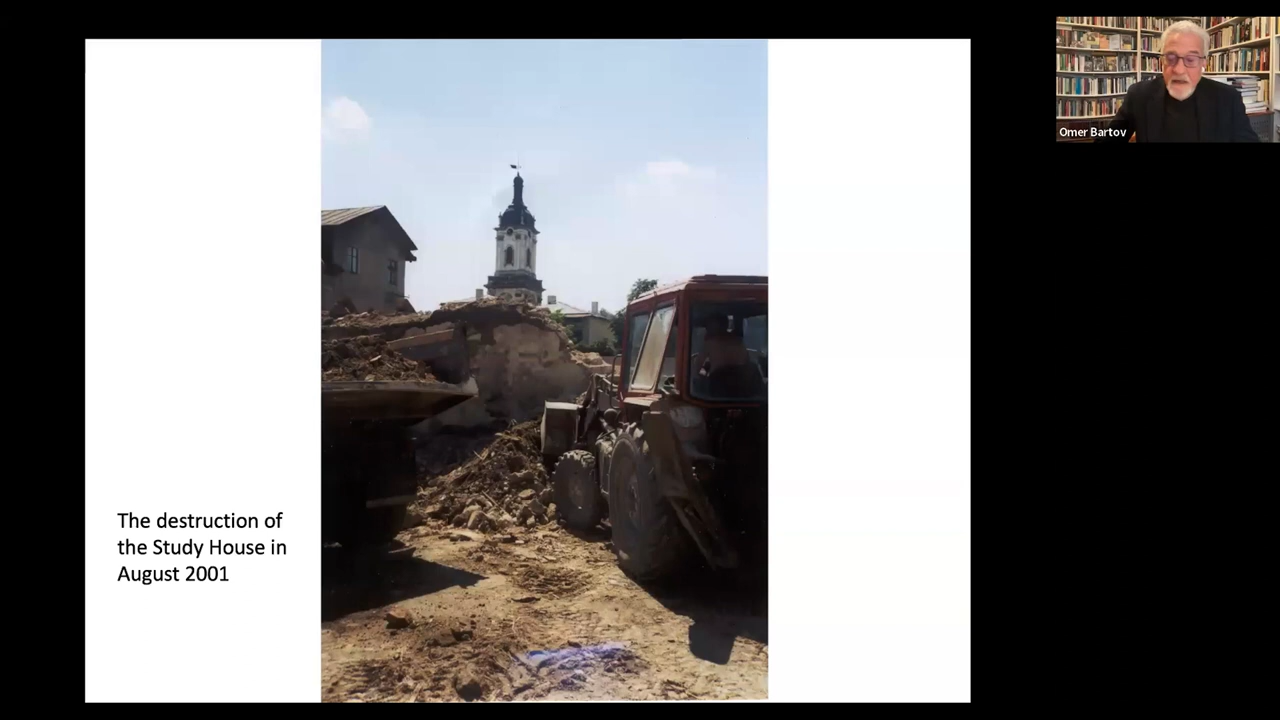 The destruction of
the Study House in
August 2001
Omer Bartov